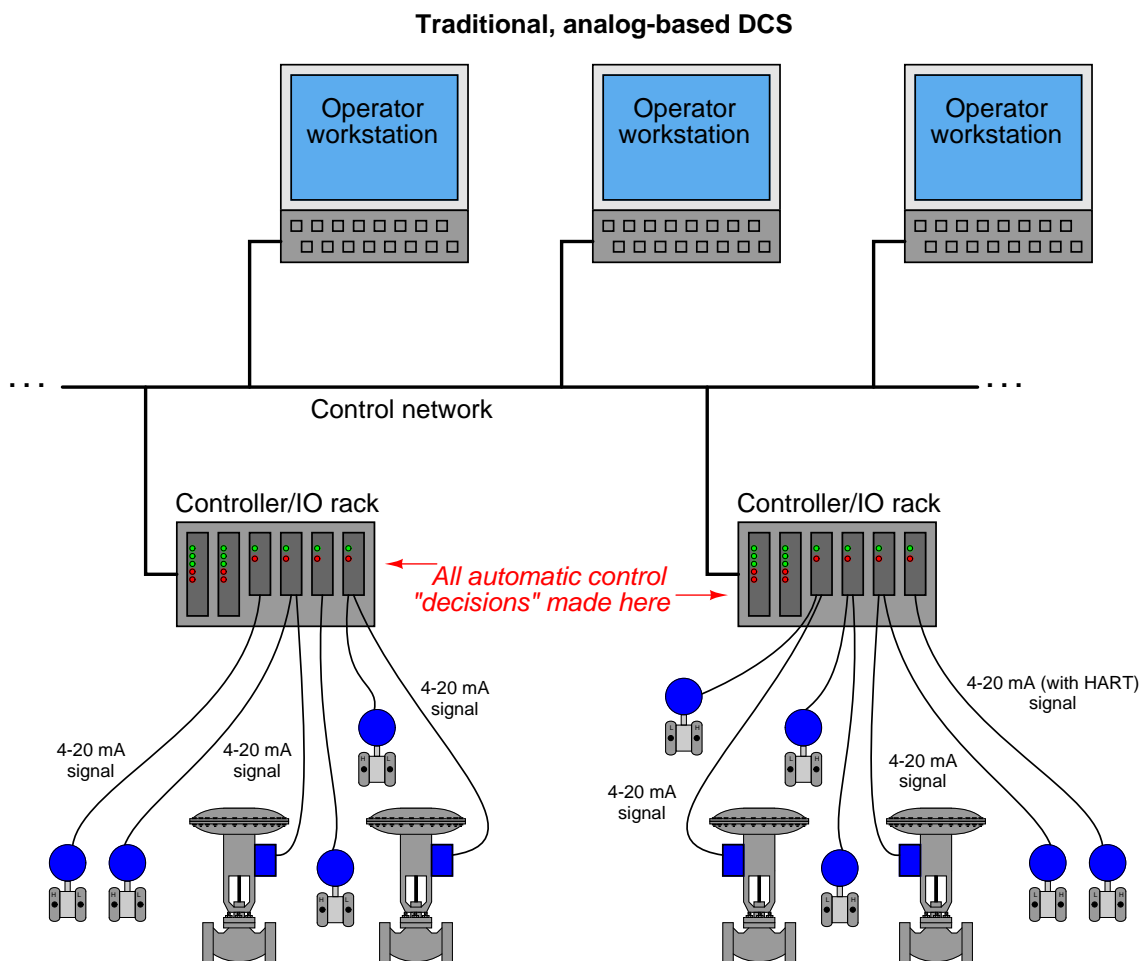 Traditional, analog-based DCS
Operator
workstation
Operator
workstation
Operator
workstation
. . .
. . .
Control network
Controller/IO rack
Controller/IO rack
All automatic control
"decisions" made here
4-20 mA
signal
4-20 mA
signal
4-20 mA
signal
4-20 mA
signal
4-20 mA
signal
4-20 mA (with HART)
signal
H L
H L
H L
H L
L H
L H
L H
L H
L H